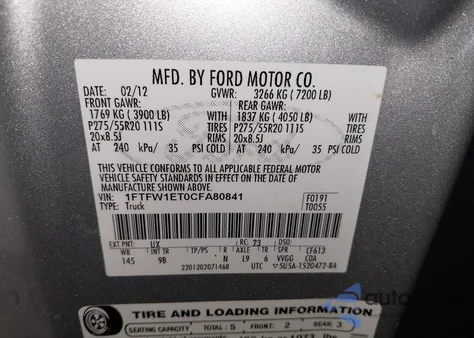 MFD. BY FORD MOTOR CO.
DATE: 02/12 GVWR: 3266 KG ( 7200 LB)
FRONT GAWR: REAR GAWR:
1769 KG ( 3900 LB) 1837 KG ( 4050 LB)
P275/55R20 111S TIRES P275/55R20 111S TIRES
20x8.5J RIMS 20x8.5J RIMS
AT 240 kPa/ 35 PSI COLD AT 240 kPa/ 35 PSI COLD
THIS VEHICLE CONFORMS TO ALL APPLICABLE FEDERAL MOTOR
VEHICLE SAFETY STANDARDS IN EFFECT ON THE DATE OF
MANUFACTURE SHOWN ABOVE.
VIN: 1FTFW1ET0CFA80841 F0191
TYPE: Truck T0055
EXT PNT: UX RC: 23 DSO:
WB INT TR TP/PS R AXLE TR SPR CF613
145 9B N L9 6 VVGG COA
2201202071468 UTC 5U5A-1520472-BA
TIRE AND LOADING INFORMATION
SEATING CAPACITY TOTAL: 5 FRONT: 2 REAR: 3